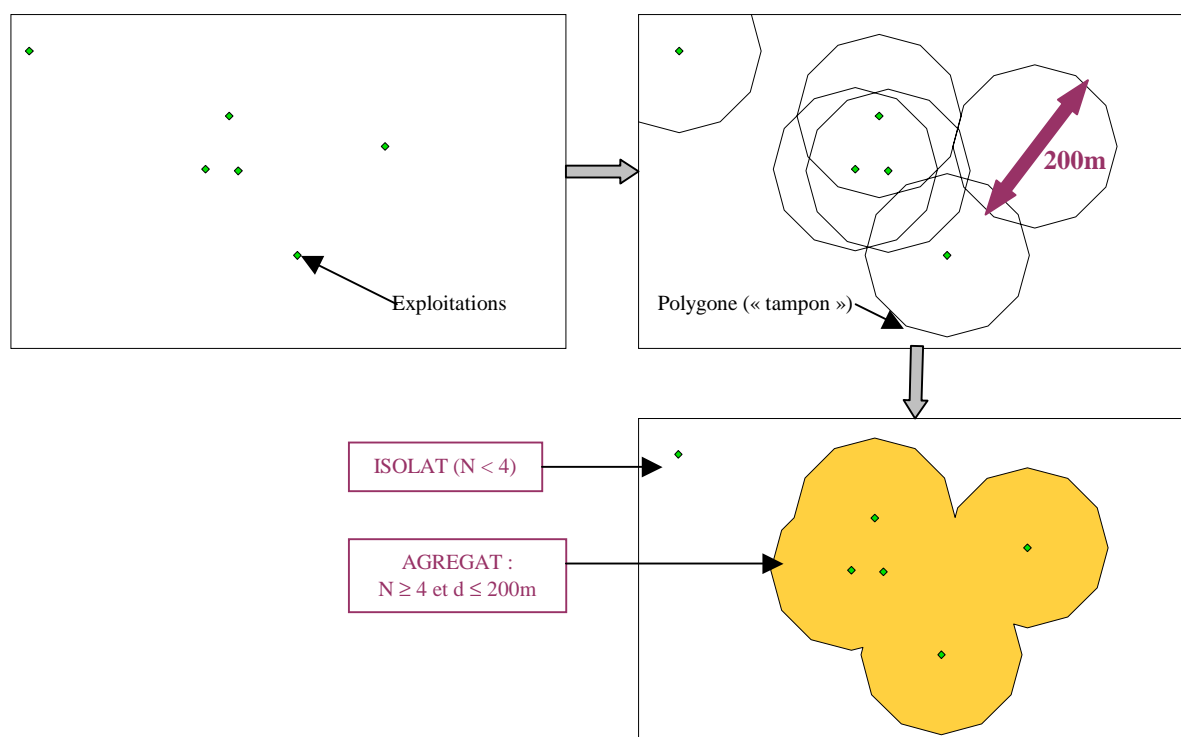 200m
Exploitations
Polygone (« tampon »)
ISOLAT (N < 4)
AGREGAT :
N ≥ 4 et d ≤ 200m